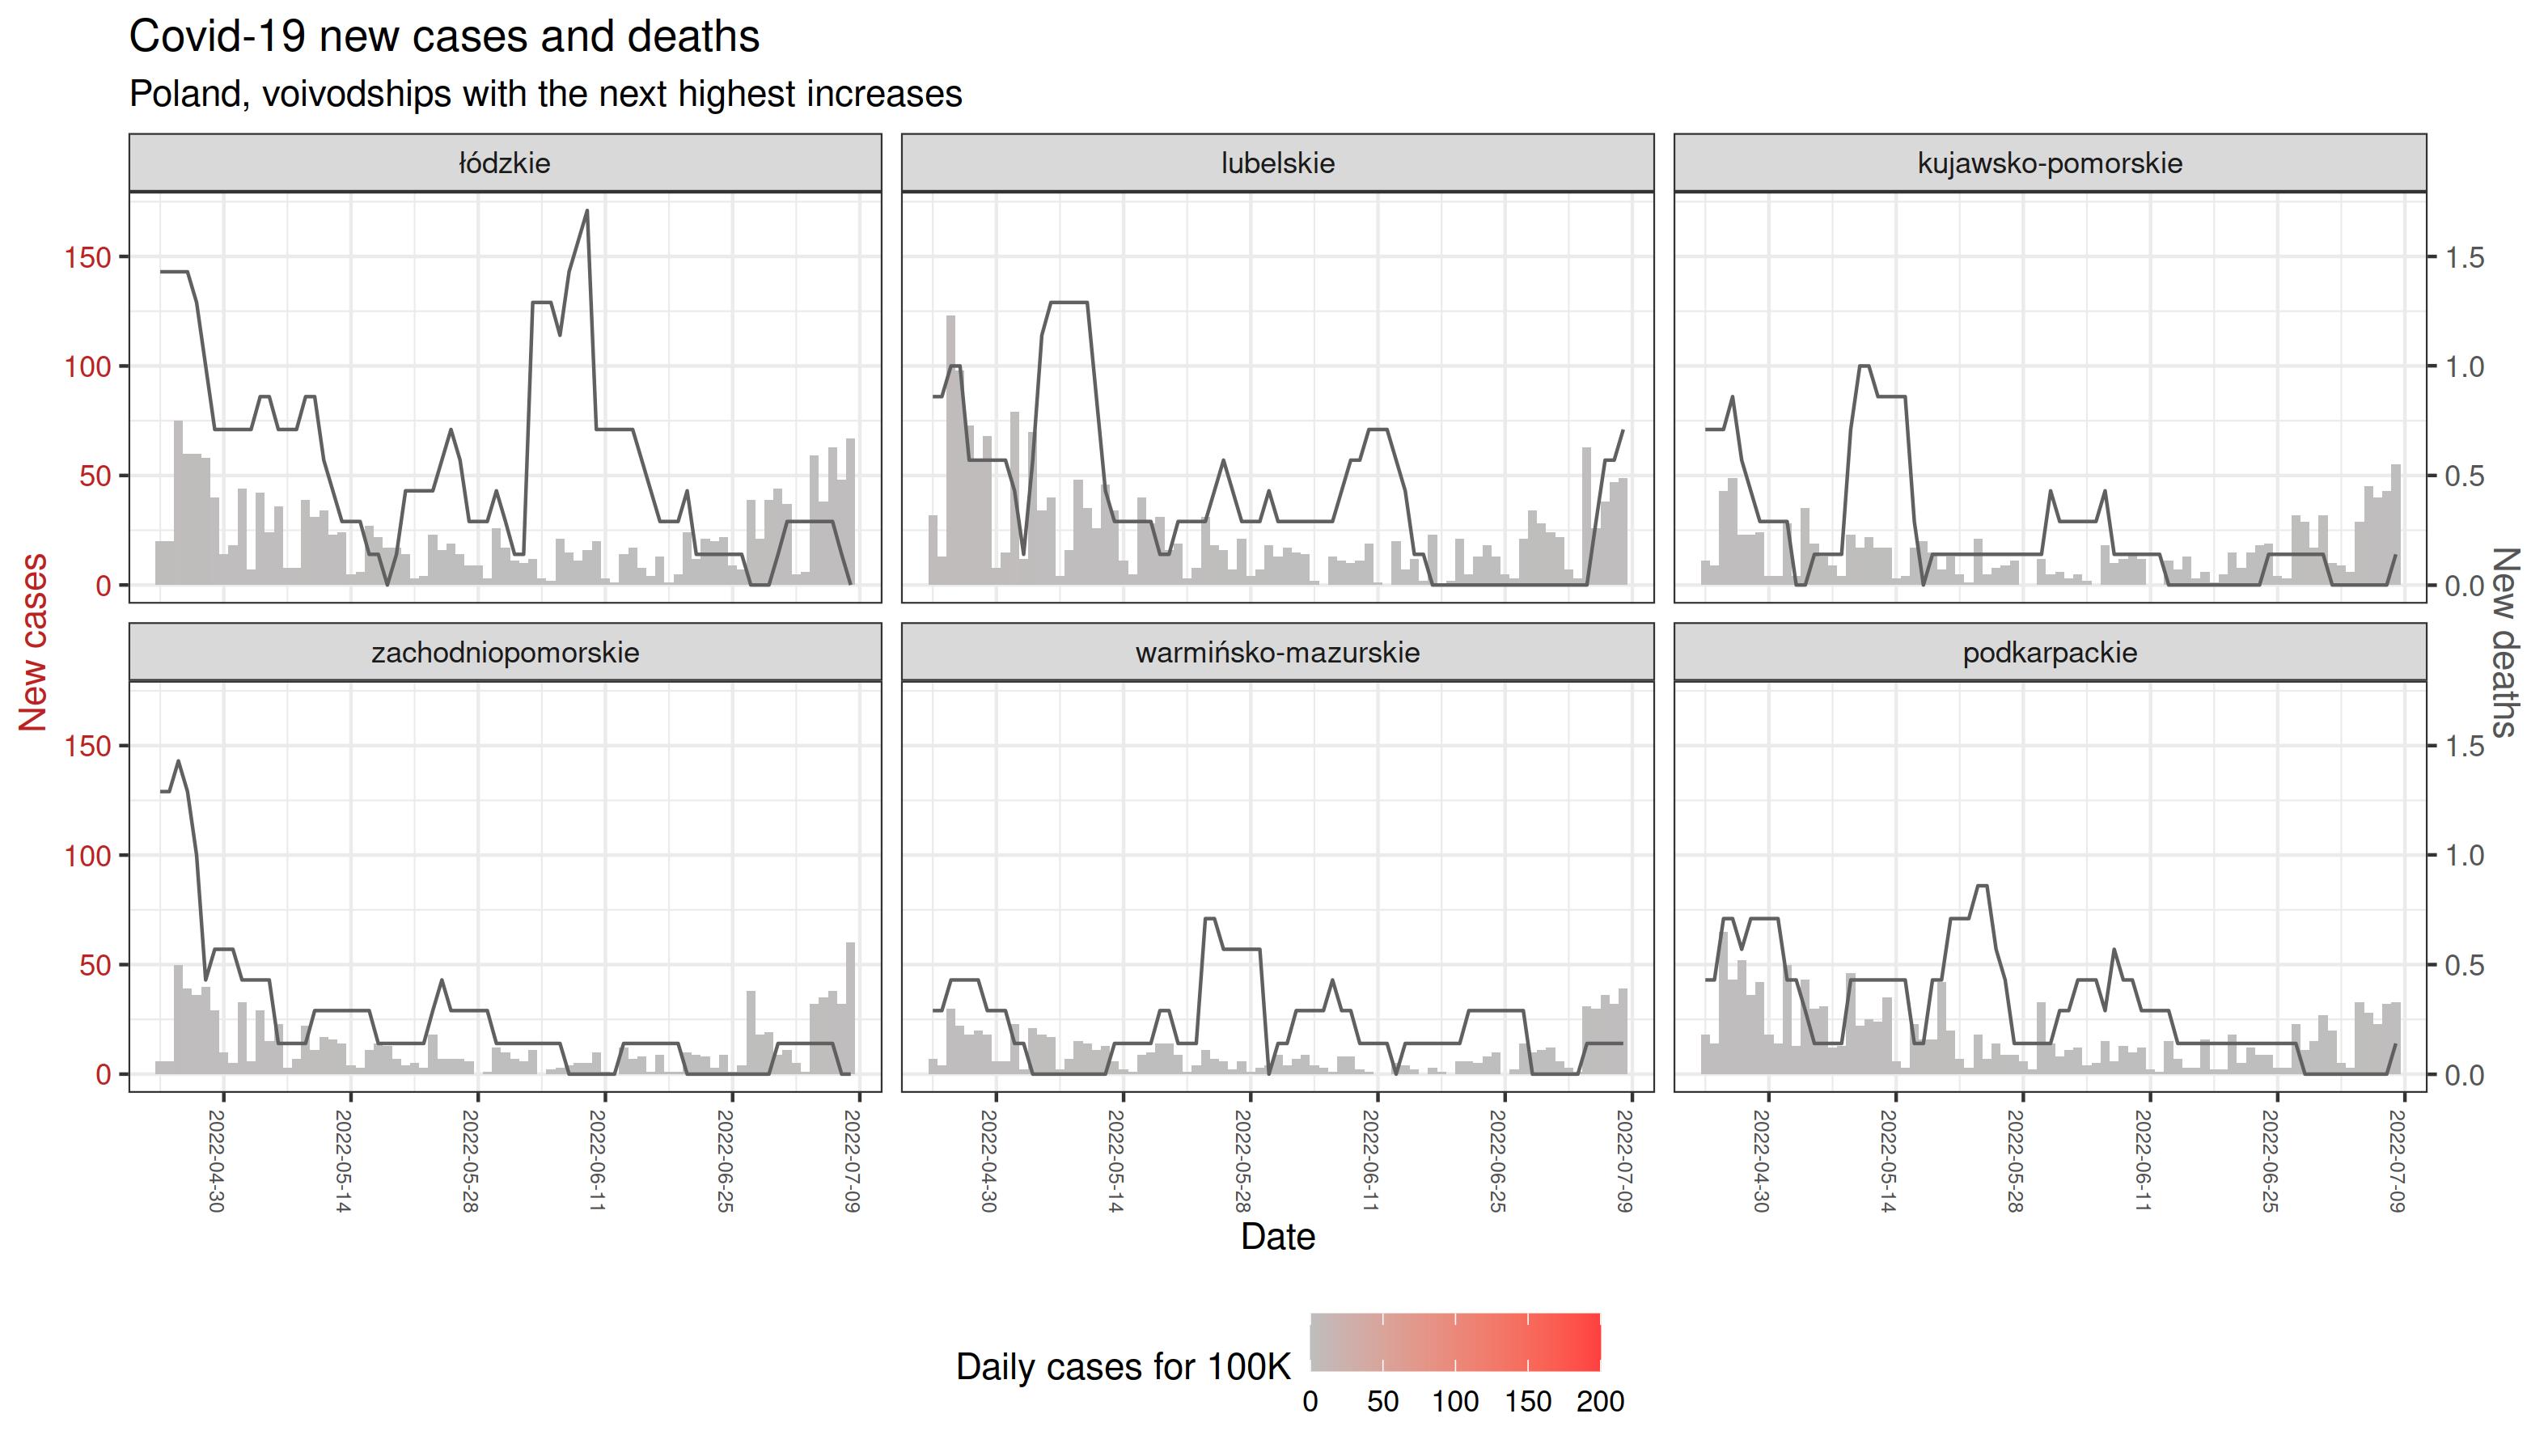 Covid-19 new cases and deaths
Poland, voivodships with the next highest increases
łódzkie
lubelskie
kujawsko-pomorskie
150
100
50
0
1.5
1.0
0.5
0.0
New cases
New deaths
zachodniopomorskie
warmińsko-mazurskie
podkarpackie
150
100
50
0
1.5
1.0
0.5
0.0
2022-04-30
2022-05-14
2022-05-28
2022-06-11
2022-06-25
2022-07-09
2022-04-30
2022-05-14
2022-05-28
2022-06-11
2022-06-25
2022-07-09
2022-04-30
2022-05-14
2022-05-28
2022-06-11
2022-06-25
2022-07-09
Date
Daily cases for 100K
0 50 100 150 200